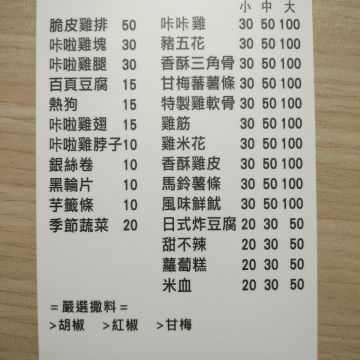 小 中 大
脆皮雞排 50 咔咔雞 30 50 100
咔啦雞塊 30 豬五花 30 50 100
咔啦雞腿 30 香酥三角骨 30 50 100
百頁豆腐 15 甘梅蕃薯條 30 50 100
熱狗 15 特製雞軟骨 30 50 100
咔啦雞翅 15 雞筋 30 50 100
咔啦雞脖子 10 雞米花 30 50 100
銀絲卷 10 香酥雞皮 30 50 100
黑輪片 10 馬鈴薯條 30 50 100
芋籤條 10 風味鮮魷 30 50 100
季節蔬菜 20 日式炸豆腐 20 30 50
甜不辣 20 30 50
蘿蔔糕 20 30 50
米血 20 30 50
=嚴選撒料=
>胡椒 >紅椒 >甘梅